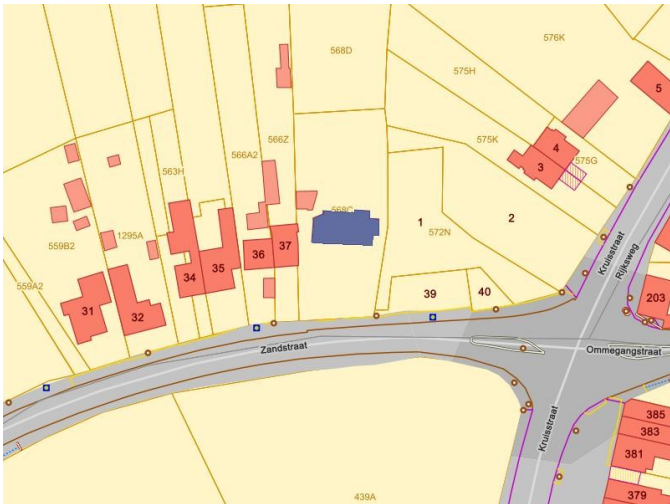 576K
568D
575H
5
566Z
575K
4
3
575G
563H
566A2
568C
1
2
572N
559B2
1295A
36
37
34
35
559A2
31
32
39
40
Kruisstraat
Rijksweg
203
Zandstraat
Ommegangstraat
Kruisstraat
385
383
381
379
439A